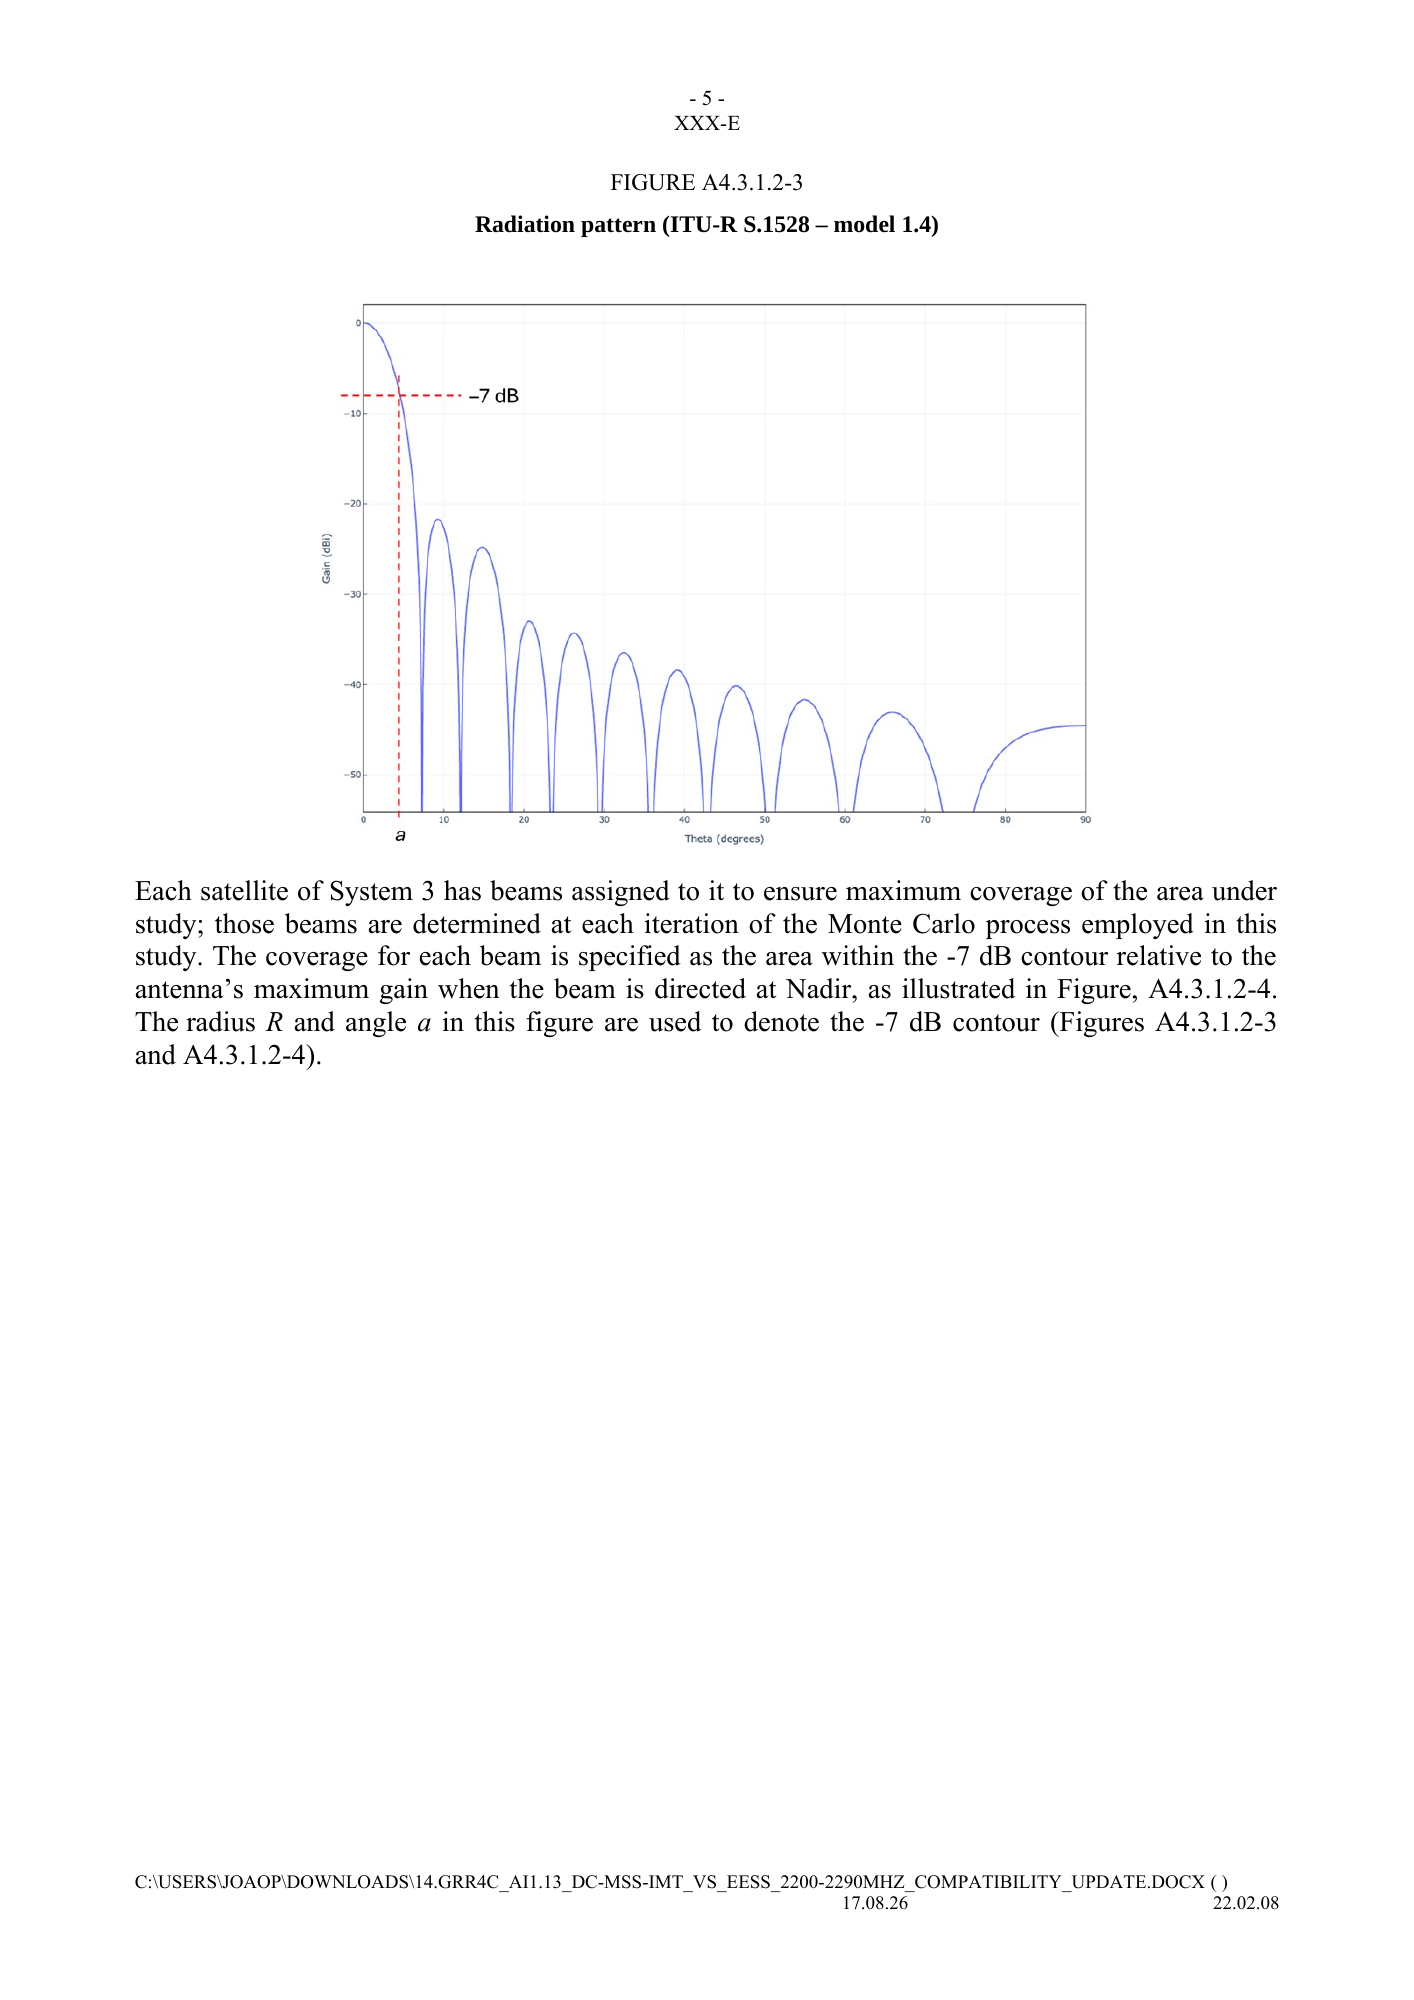 - 5 -
XXX-E
FIGURE A4.3.1.2-3
Radiation pattern (ITU-R S.1528 – model 1.4)
0
–7 dB
−10
−20
Gain (dBi)
−30
−40
−50
0 10 20 30 40 50 60 70 80 90
a
Theta (degrees)
Each satellite of System 3 has beams assigned to it to ensure maximum coverage of the area under
study; those beams are determined at each iteration of the Monte Carlo process employed in this
study. The coverage for each beam is specified as the area within the -7 dB contour relative to the
antenna’s maximum gain when the beam is directed at Nadir, as illustrated in Figure, A4.3.1.2-4.
The radius R and angle a in this figure are used to denote the -7 dB contour (Figures A4.3.1.2-3
and A4.3.1.2-4).
C:\USERS\JOAOP\DOWNLOADS\14.GRR4C_AI1.13_DC-MSS-IMT_VS_EESS_2200-2290MHZ_COMPATIBILITY_UPDATE.DOCX ( )
17.08.26 22.02.08